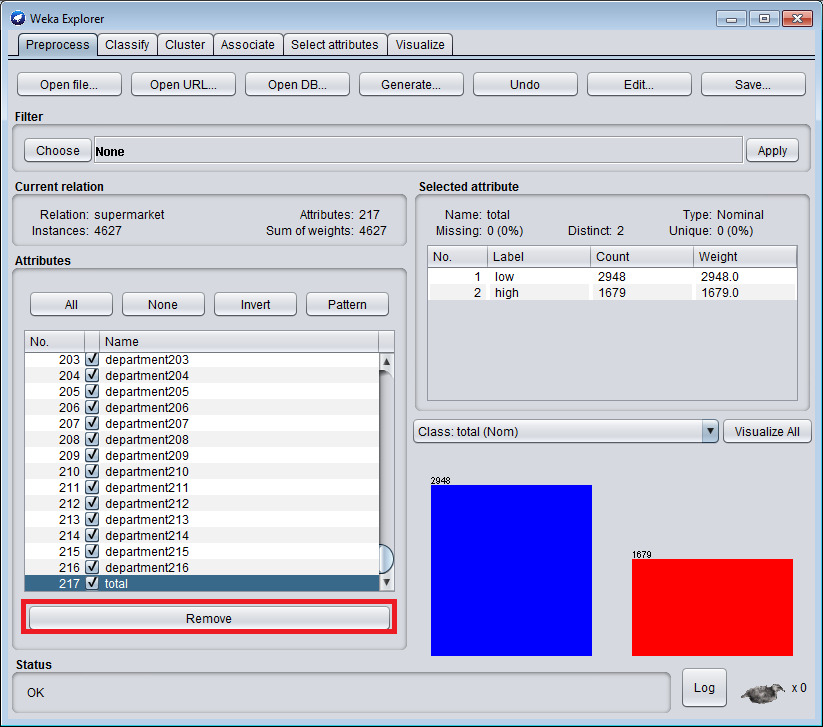 Weka Explorer
Preprocess Classify Cluster Associate Select attributes Visualize
Open file... Open URL... Open DB... Generate... Undo Edit... Save...
Filter
Choose None Apply
Current relation
Relation: supermarket Attributes: 217
Instances: 4627 Sum of weights: 4627
Attributes
All None Invert Pattern
No. Name
203 department203
204 department204
205 department205
206 department206
207 department207
208 department208
209 department209
210 department210
211 department211
212 department212
213 department213
214 department214
215 department215
216 department216
217 total
Remove
Selected attribute
Name: total Type: Nominal
Missing: 0 (0%) Distinct: 2 Unique: 0 (0%)
No. Label Count Weight
1 low 2948 2948.0
2 high 1679 1679.0
Class: total (Nom) Visualize All
2948
1679
Status
OK
Log x 0